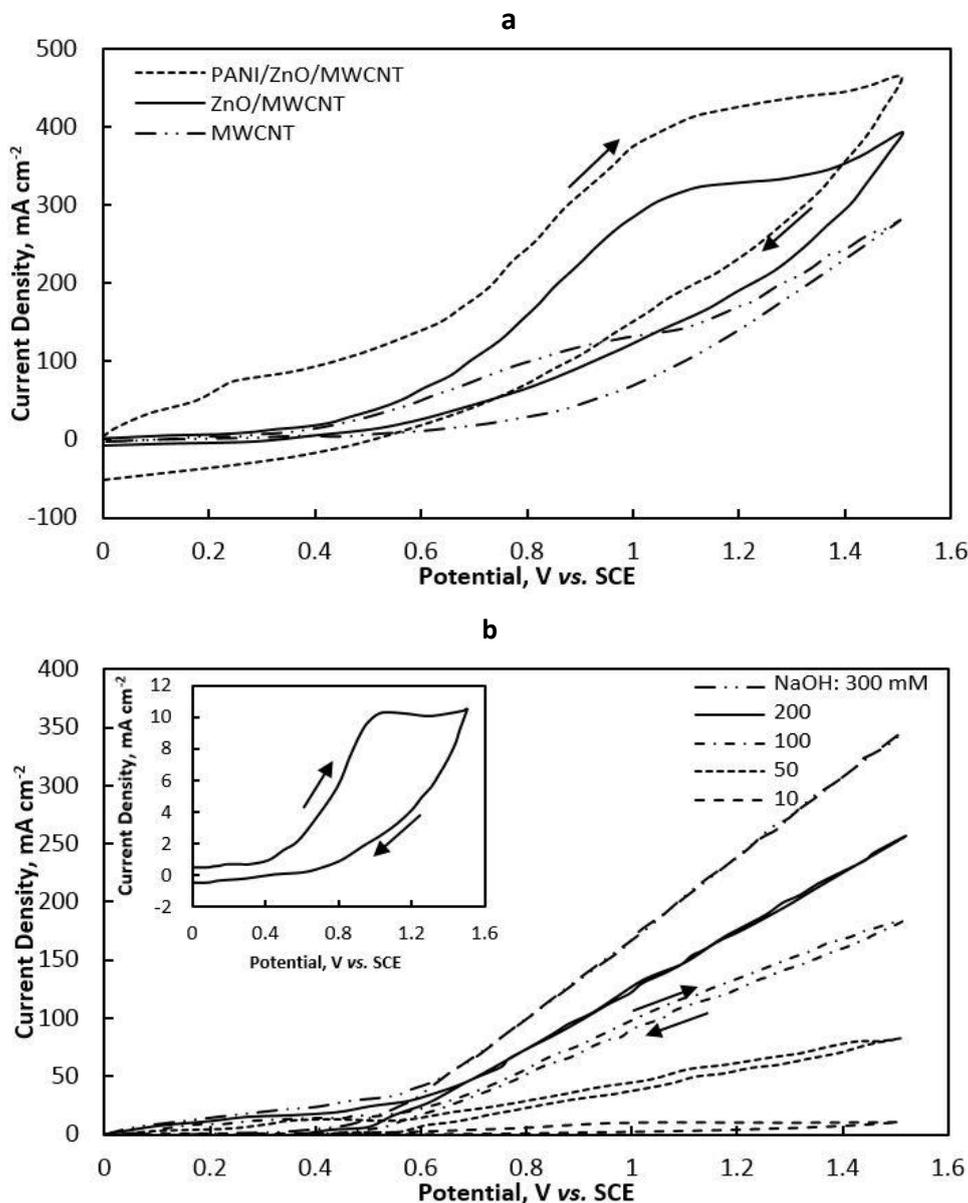 a
500
400
300
200
100
0
-100
Current Density, mA cm⁻²
PANI/ZnO/MWCNT
ZnO/MWCNT
MWCNT
0 0.2 0.4 0.6 0.8 1 1.2 1.4 1.6
Potential, V vs. SCE
b
400
350
300
250
200
150
100
50
0
Current Density, mA cm⁻²
12
10
8
6
4
2
0
-2
Current Density, mA cm⁻²
0 0.4 0.8 1.2 1.6
Potential, V vs. SCE
NaOH: 300 mM
200
100
50
10
0 0.2 0.4 0.6 0.8 1 1.2 1.4 1.6
Potential, V vs. SCE